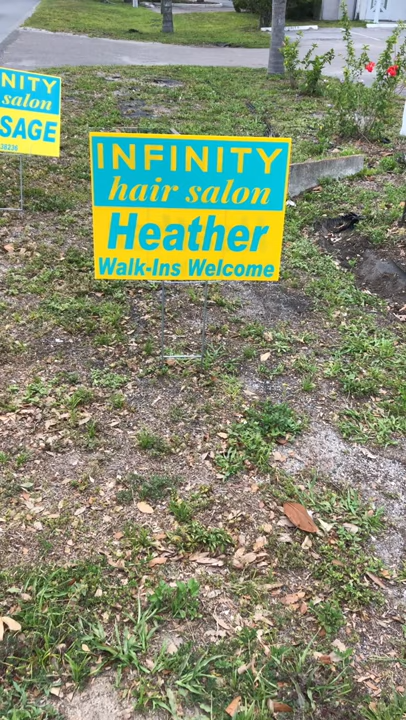 NITY
salon
SAGE
INFINITY
hair salon
Heather
Walk-Ins Welcome